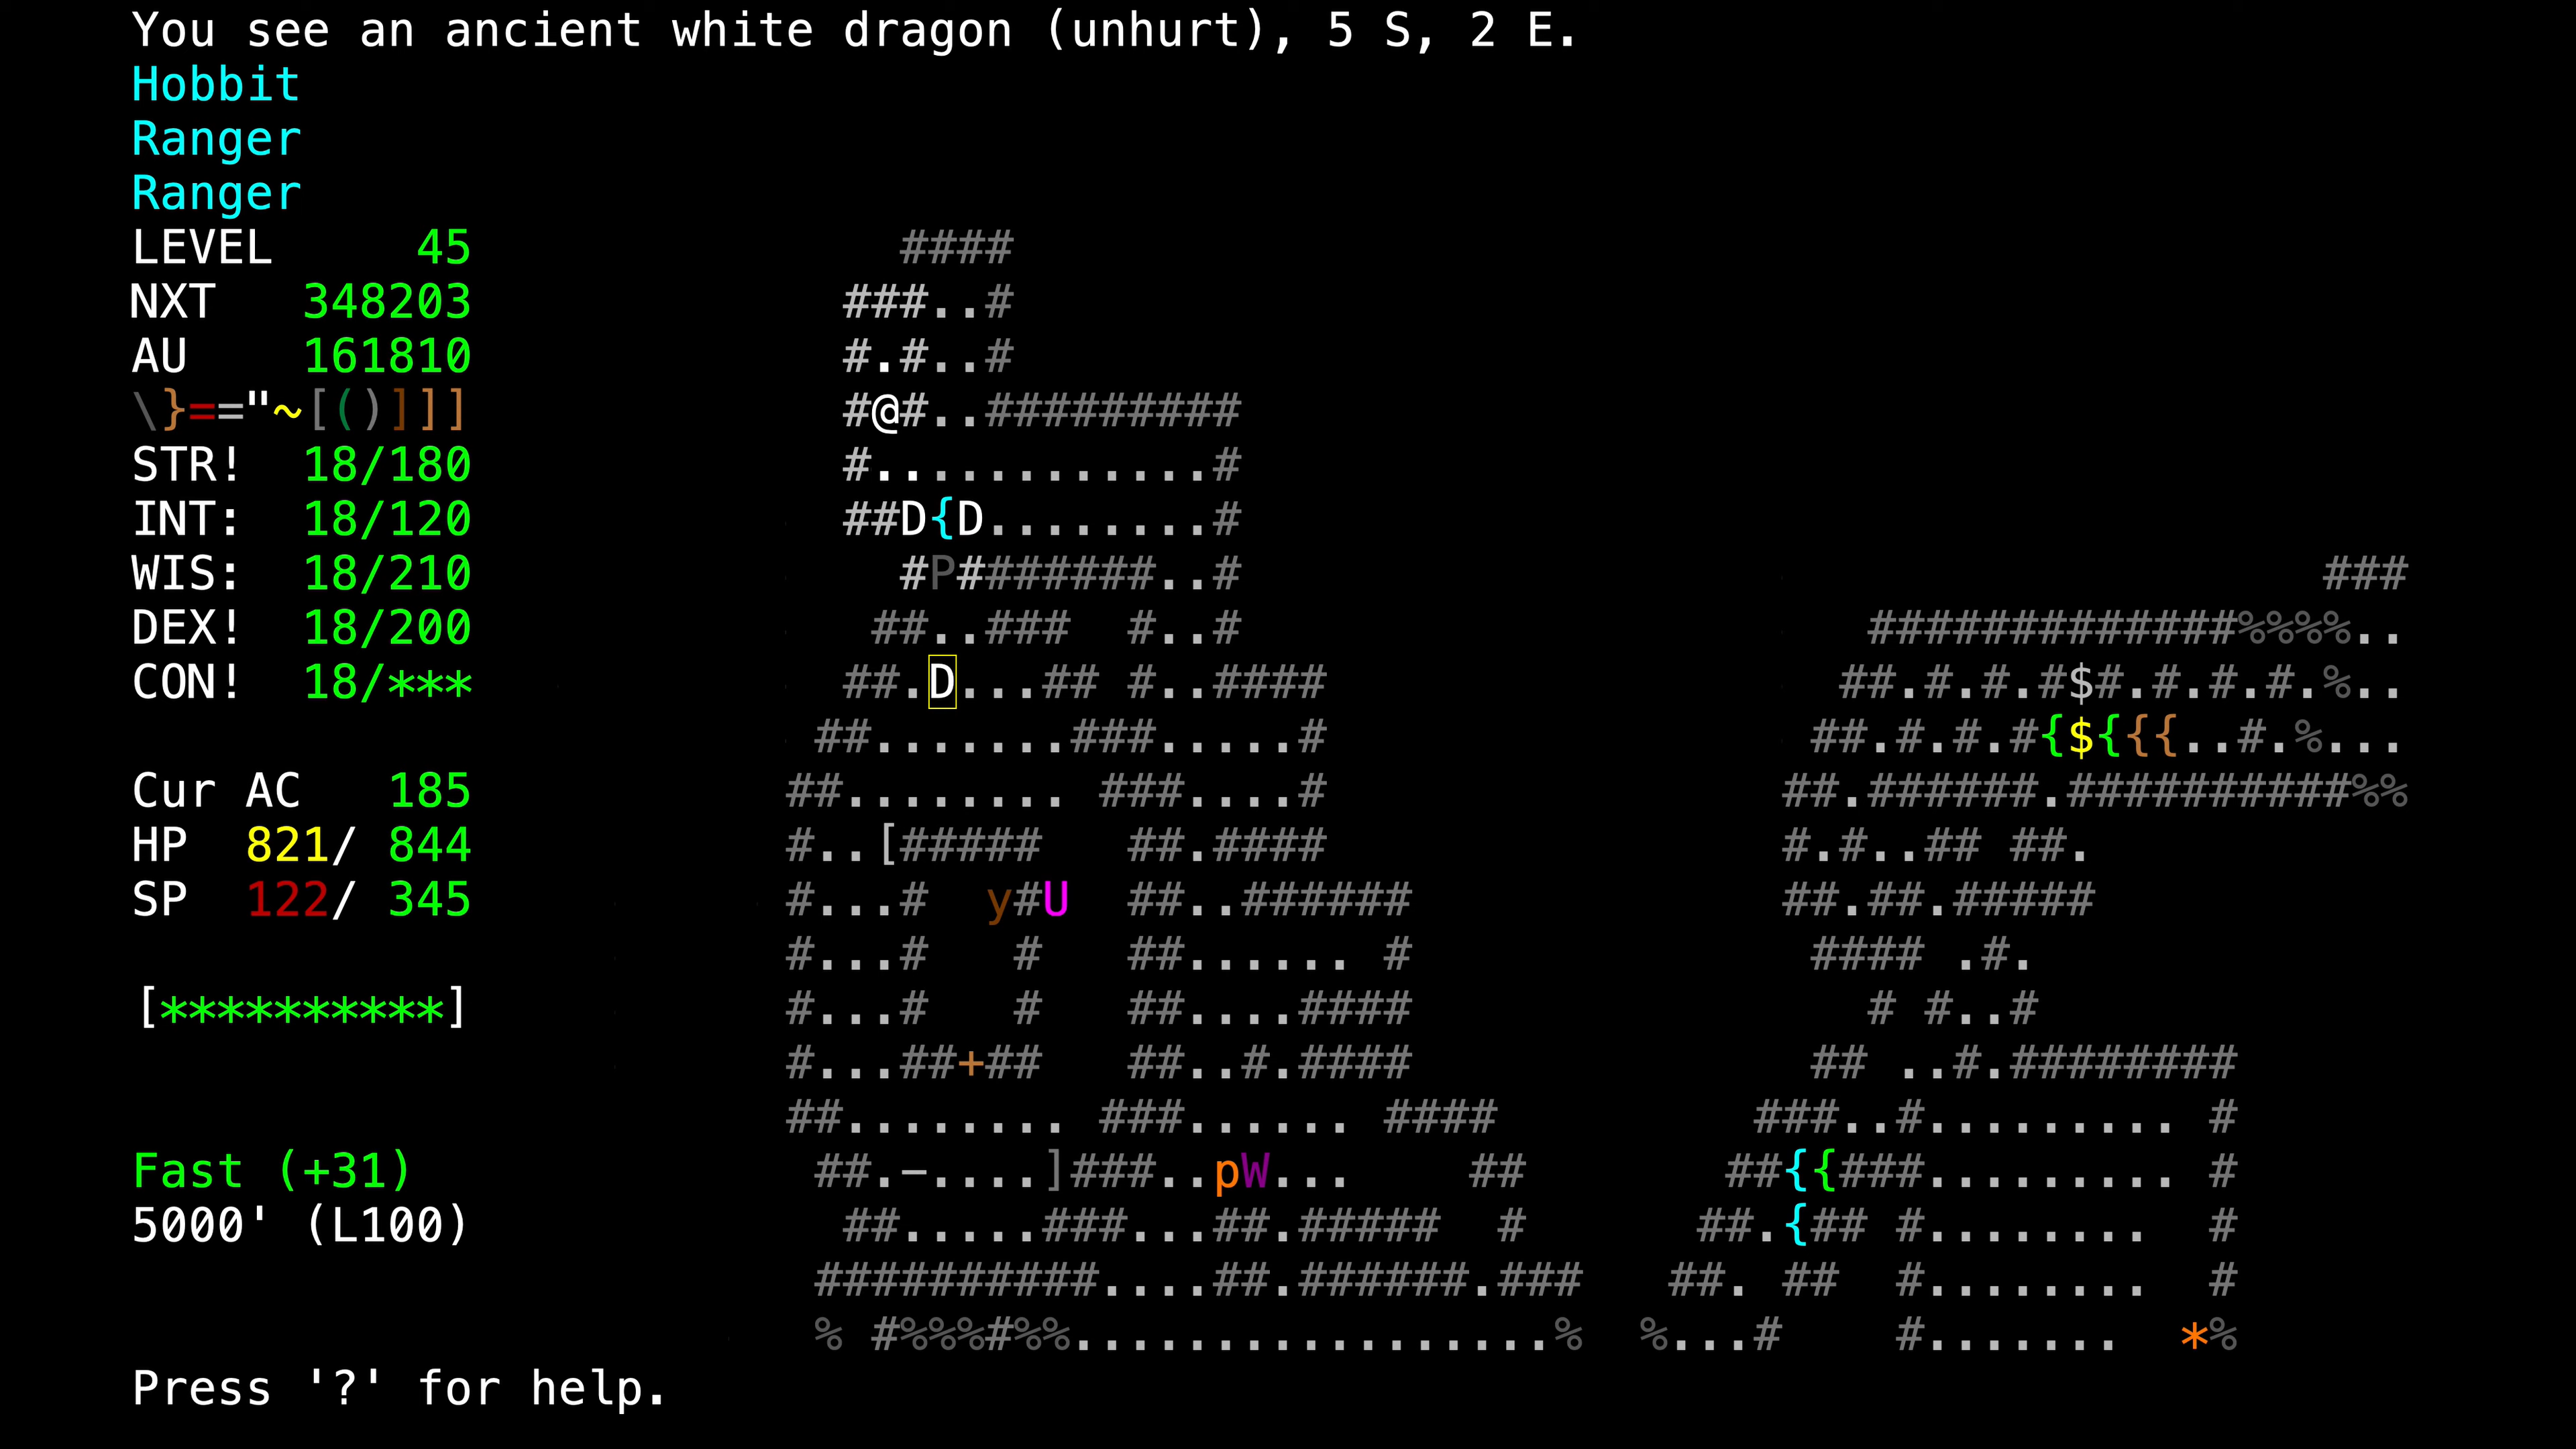 You see an ancient white dragon (unhurt), 5 S, 2 E.
Hobbit
Ranger
Ranger
LEVEL 45
####
NXT 348203
###..#
AU 161810
#.#..#
\}=="~[()]]]
#@#..#########
STR! 18/180
#............#
INT: 18/120
##D{D........#
WIS: 18/210
#P#######..#
###
DEX! 18/200
##..### #..#
#############%%%%..
CON! 18/***
##.D...## #..####
##.#.#.#$#.#.#.#.%..
##.......###.....#
##.#.#.#{${{{..#.%...
Cur AC 185
##........ ###....#
##.######.##########%%
HP 821/ 844
#..[##### ##.####
#.#..## ##.
SP 122/ 345
#...# y#U ##..######
##.##.#####
#...# # ##...... #
#### .#.
[**********]
#...# # ##....####
# #..#
#...##+## ##..#.####
## ..#.########
##........ ###...... ####
###..#......... #
Fast (+31)
##.–....]###..pW... ##
##{{###......... #
5000' (L100)
##.....###...##.##### #
##.{## #........ #
##########....##.######.###
##. ## #........ #
% #%%%#%%.................%
%...# #....... *%
Press '?' for help.